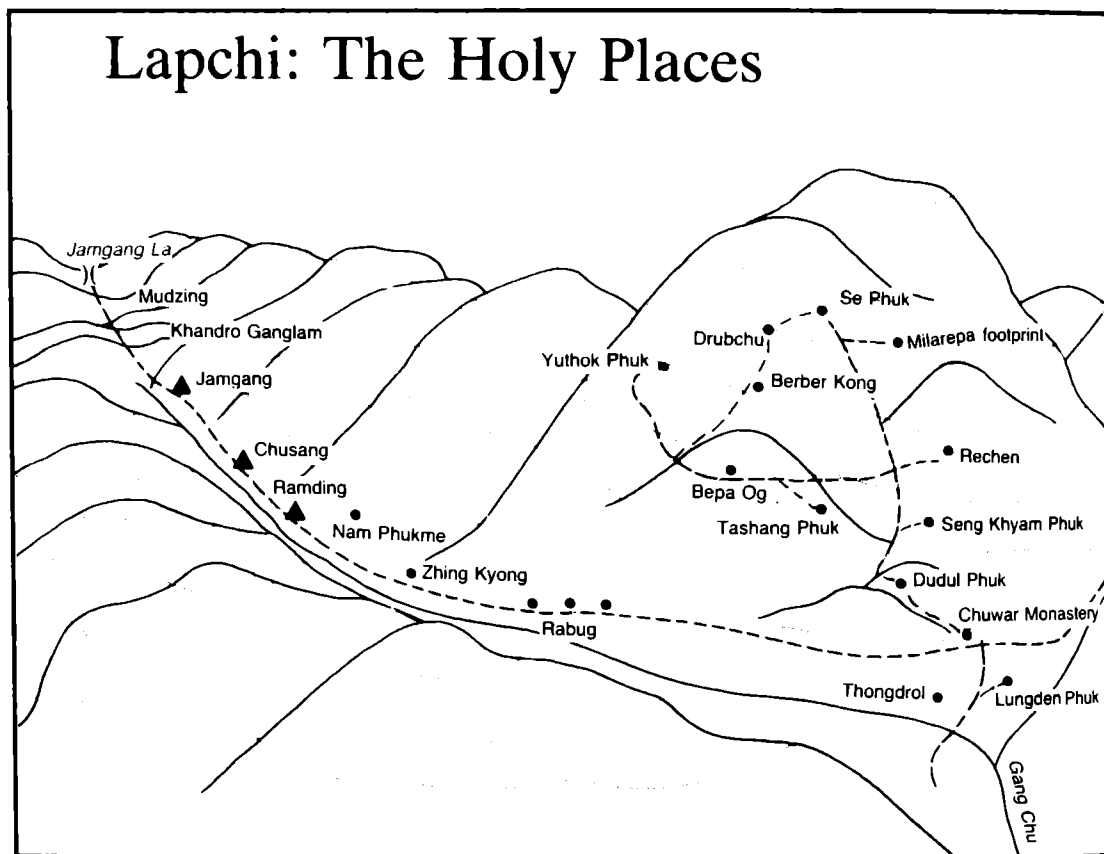 Lapchi: The Holy Places
Jamgang La
Mudzing
Khandro Ganglam
Jamgang
Chusang
Ramding
Nam Phukme
Zhing Kyong
Rabug
Yuthok Phuk
Drubchu
Se Phuk
Milarepa footprint
Berber Kong
Bepa Og
Rechen
Tashang Phuk
Seng Khyam Phuk
Dudul Phuk
Chuwar Monastery
Thongdrol
Lungden Phuk
Gang Chu